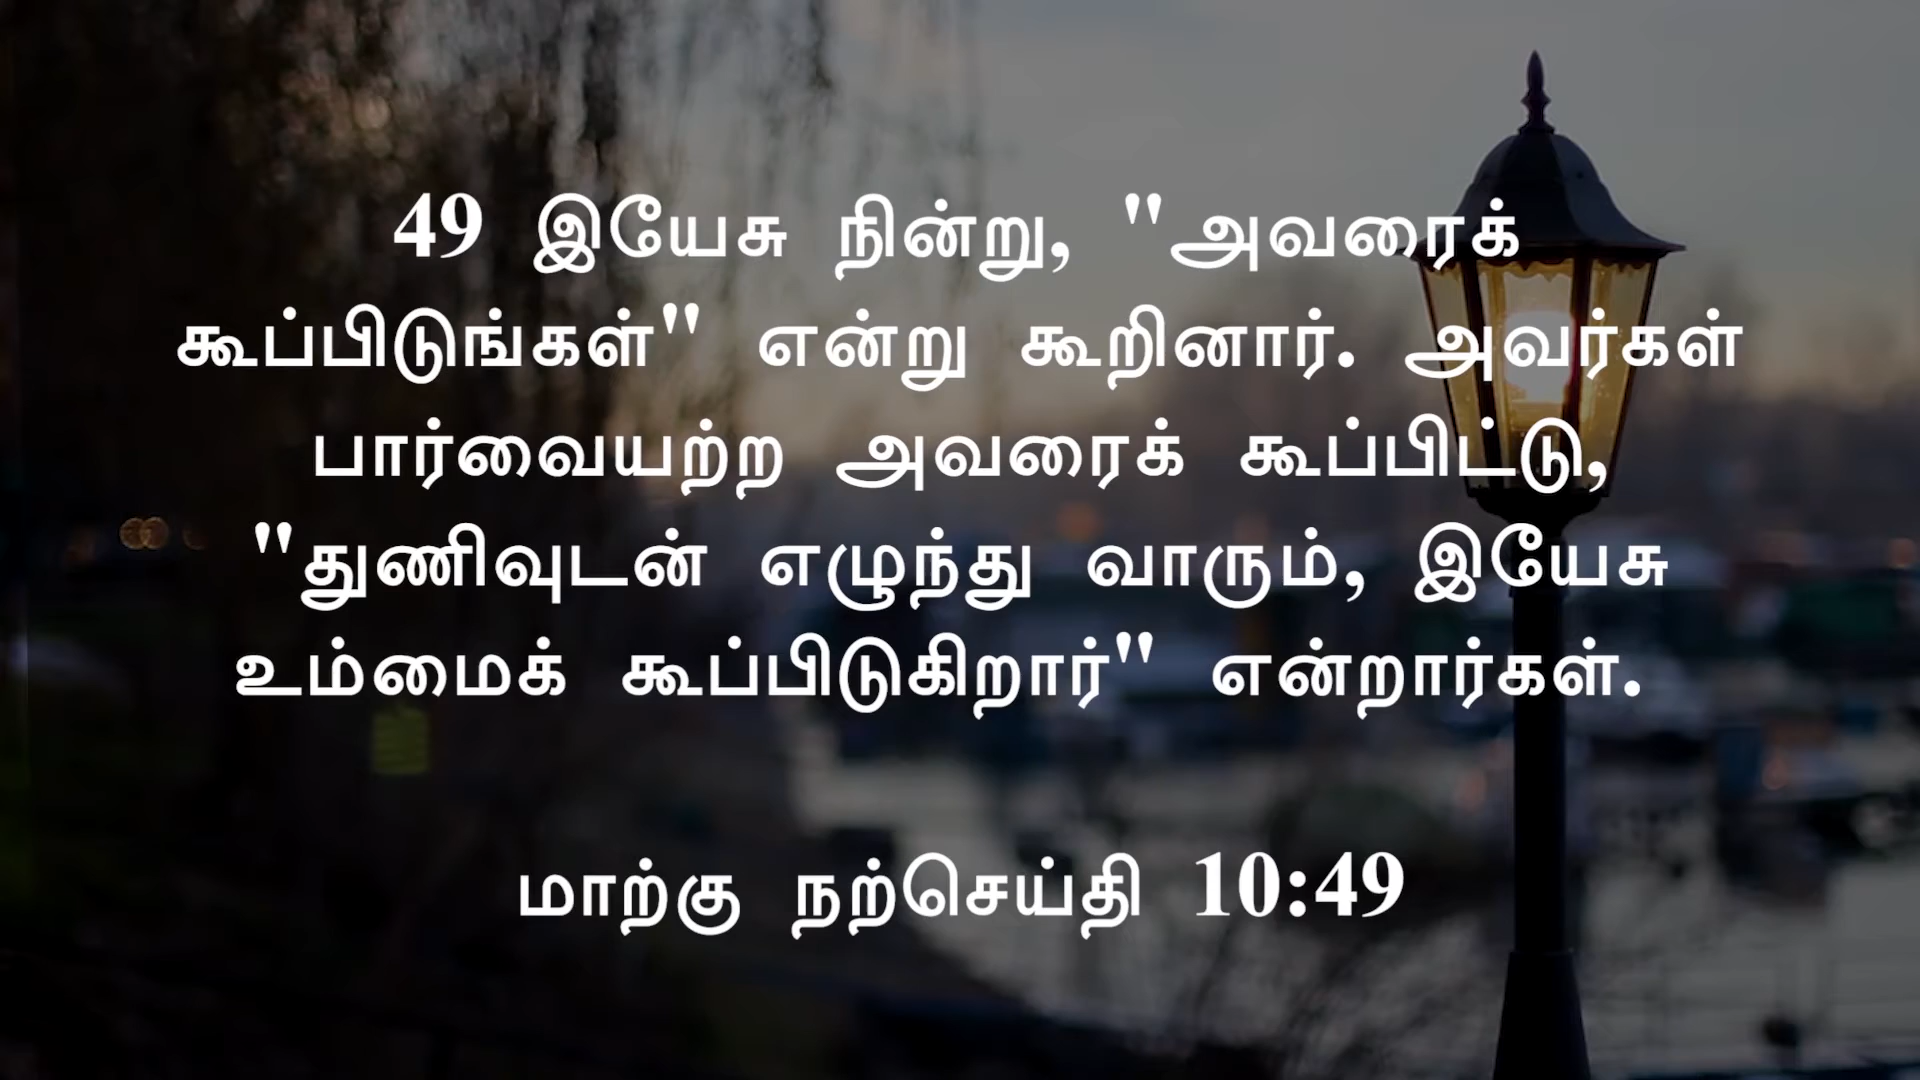 49 இயேசு நின்று, "அவரைக்
கூப்பிடுங்கள்" என்று கூறினார். அவர்கள்
பார்வையற்ற அவரைக் கூப்பிட்டு,
"துணிவுடன் எழுந்து வாரும், இயேசு
உம்மைக் கூப்பிடுகிறார்" என்றார்கள்.
மாற்கு நற்செய்தி 10:49